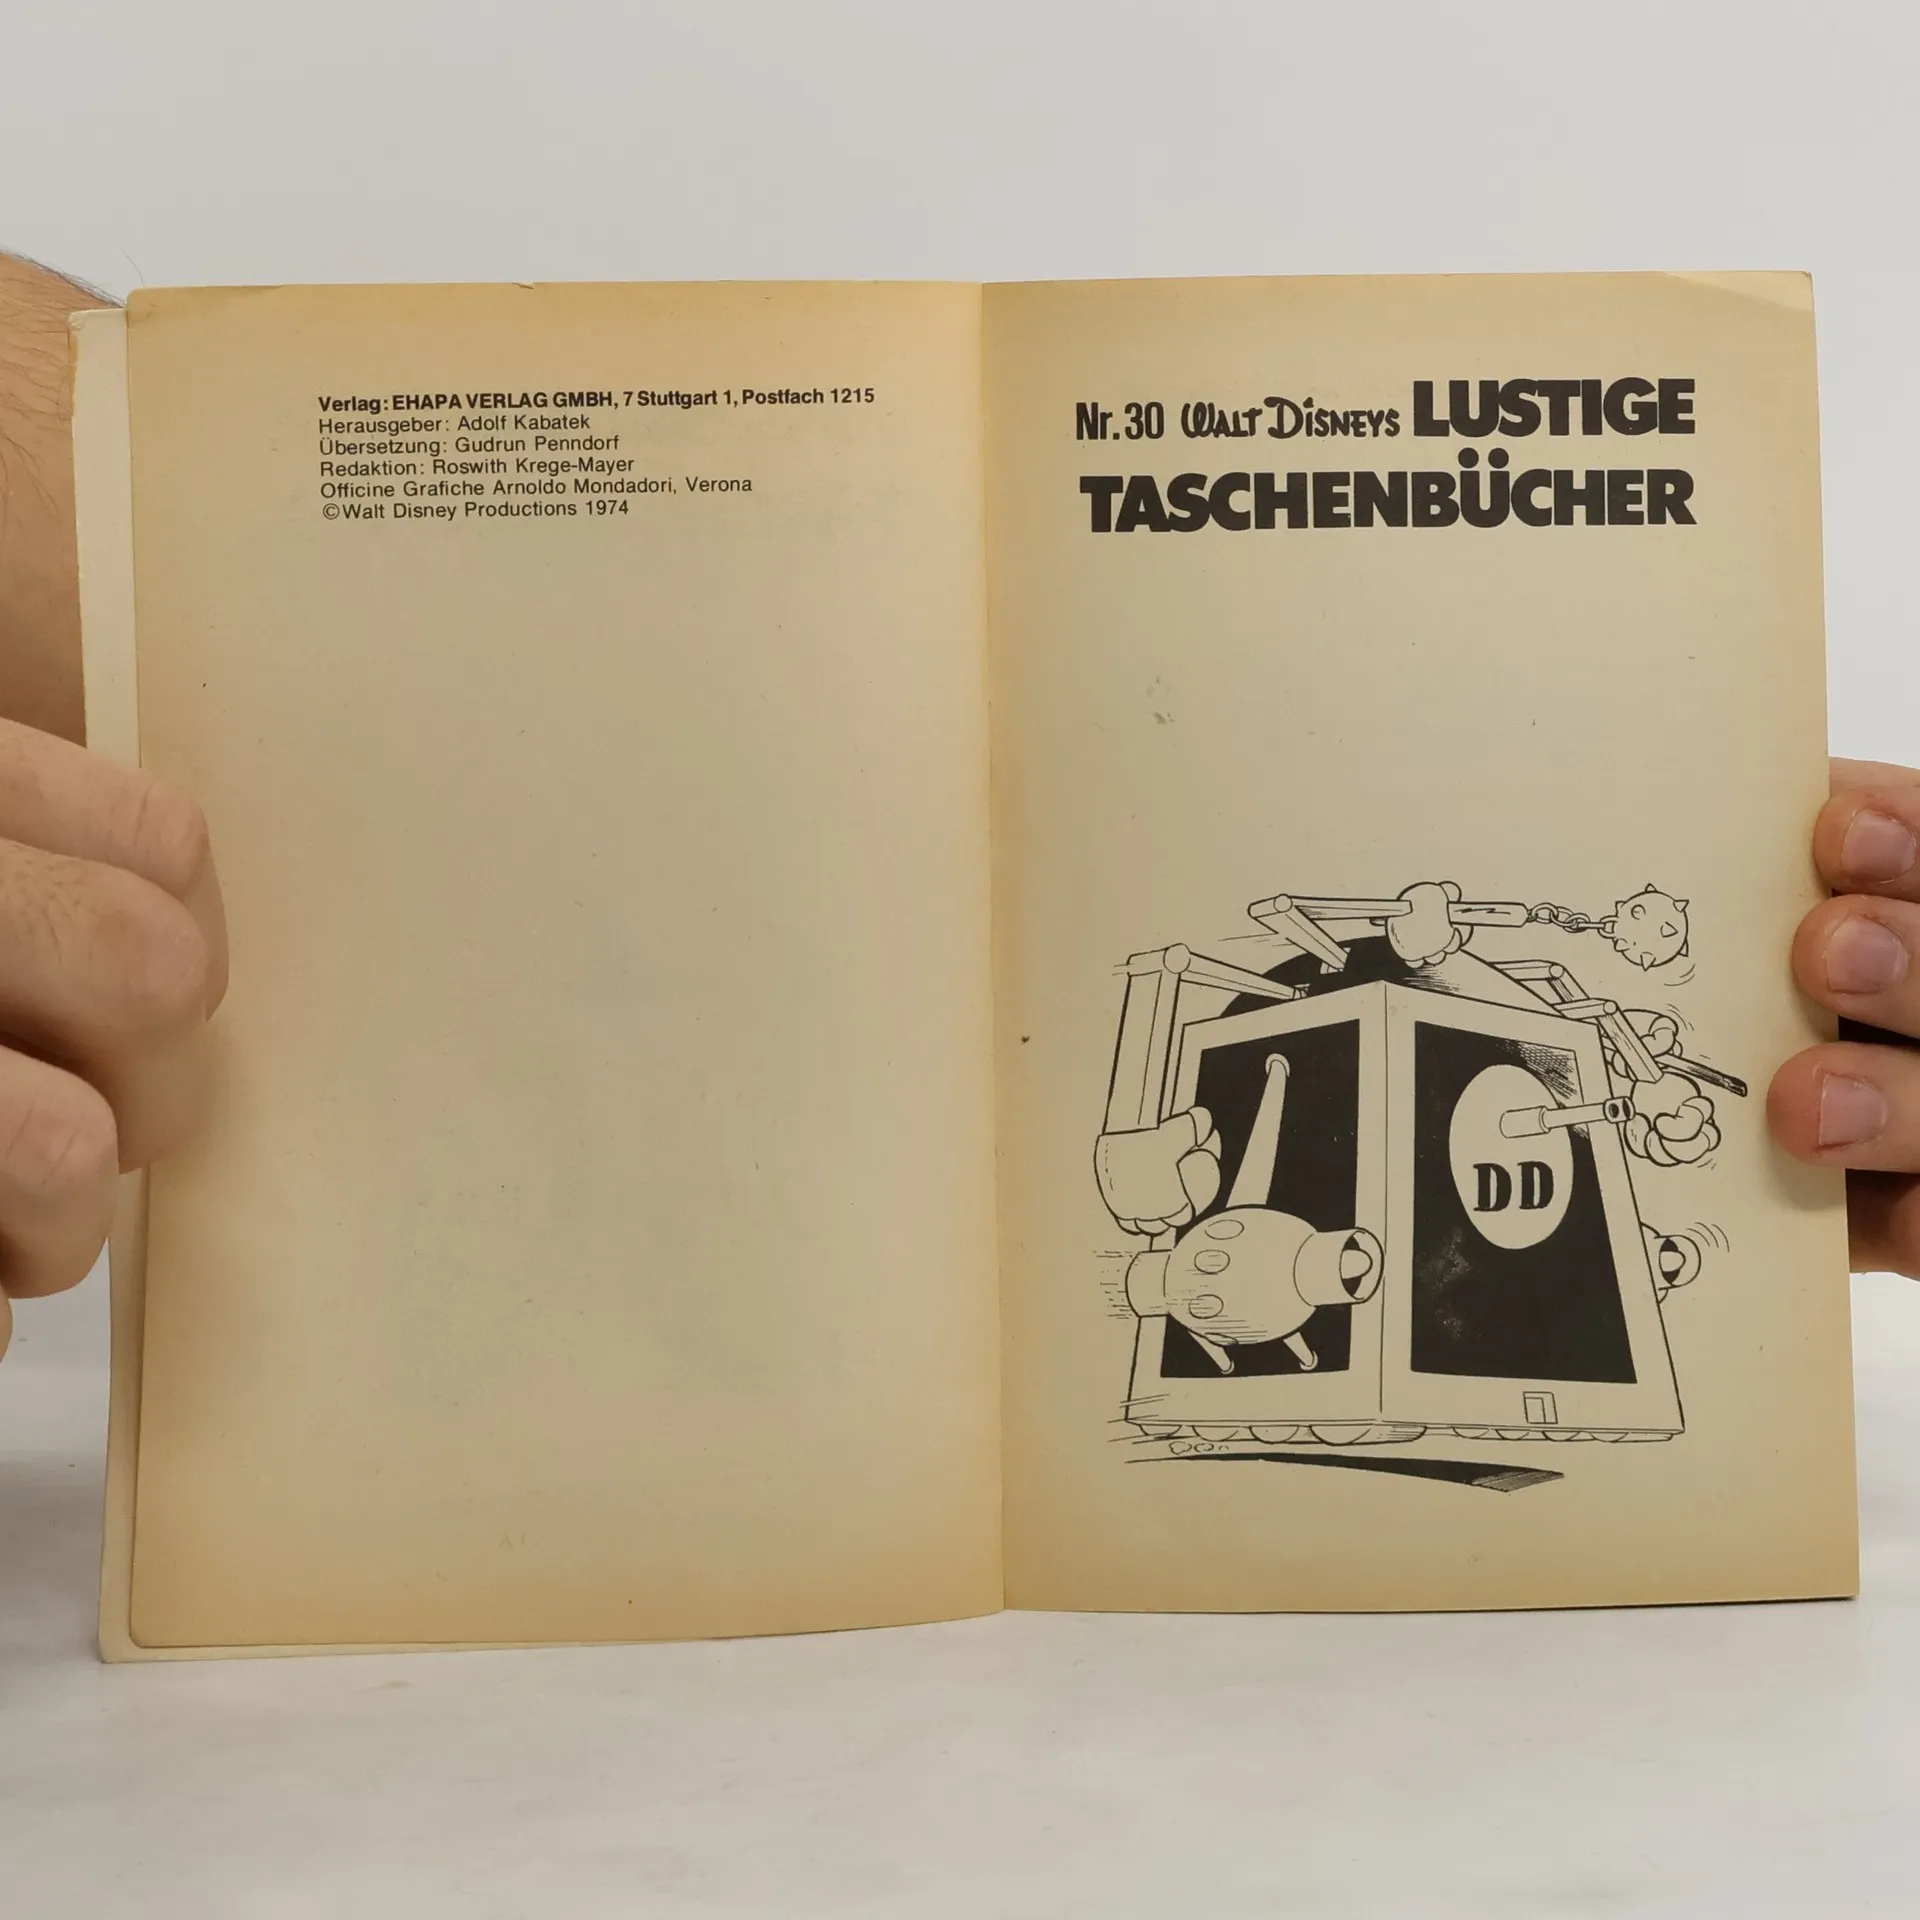 Verlag: EHAPA VERLAG GMBH, 7 Stuttgart 1, Postfach 1215
Herausgeber: Adolf Kabatek
Übersetzung: Gudrun Penndorf
Redaktion: Roswith Krege-Mayer
Officine Grafiche Arnoldo Mondadori, Verona
©Walt Disney Productions 1974
Nr. 30 WALT DISNEYS LUSTIGE
TASCHENBÜCHER
DD